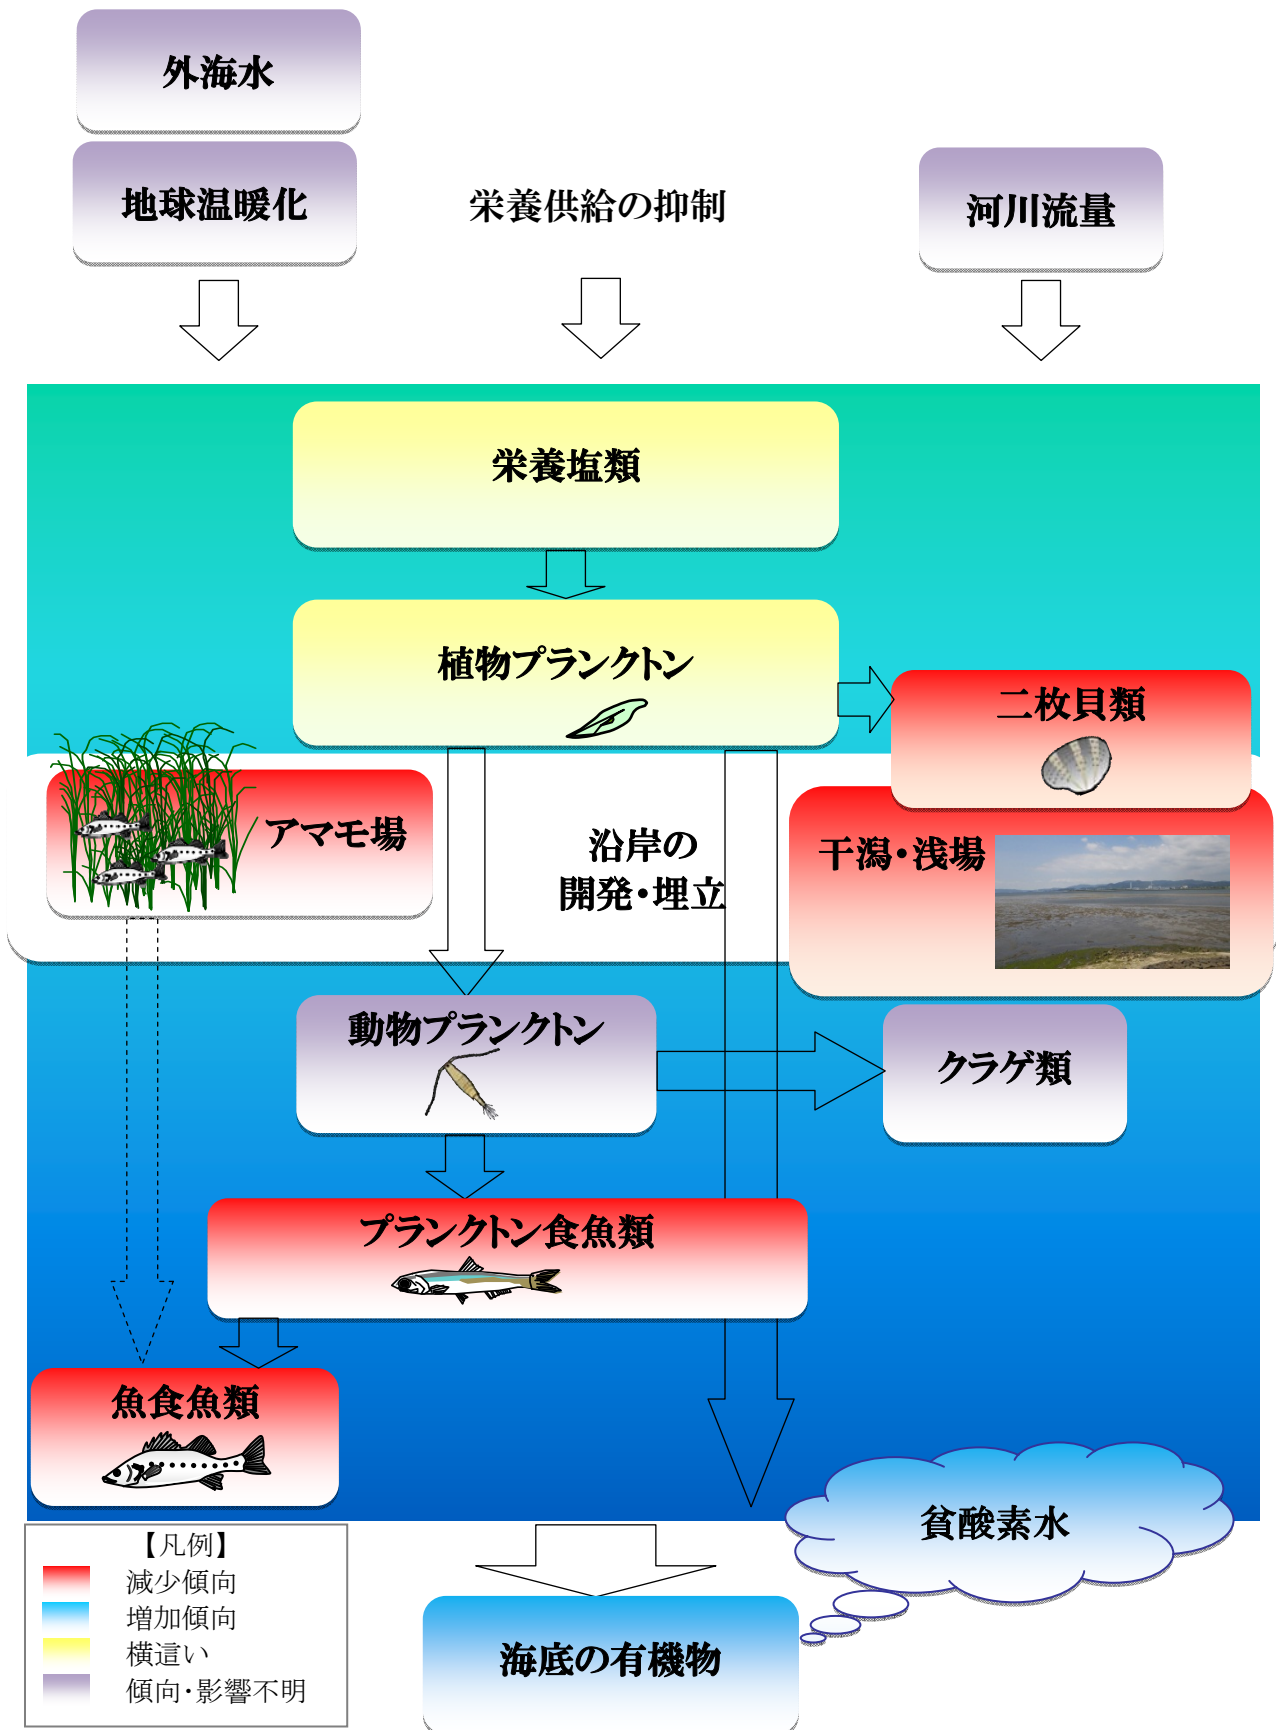 外海水
地球温暖化
栄養供給の抑制
河川流量
栄養塩類
植物プランクトン
二枚貝類
アマモ場
沿岸の
開発・埋立
干潟・浅場
動物プランクトン
クラゲ類
プランクトン食魚類
魚食魚類
貧酸素水
海底の有機物
【凡例】
減少傾向
増加傾向
横這い
傾向・影響不明